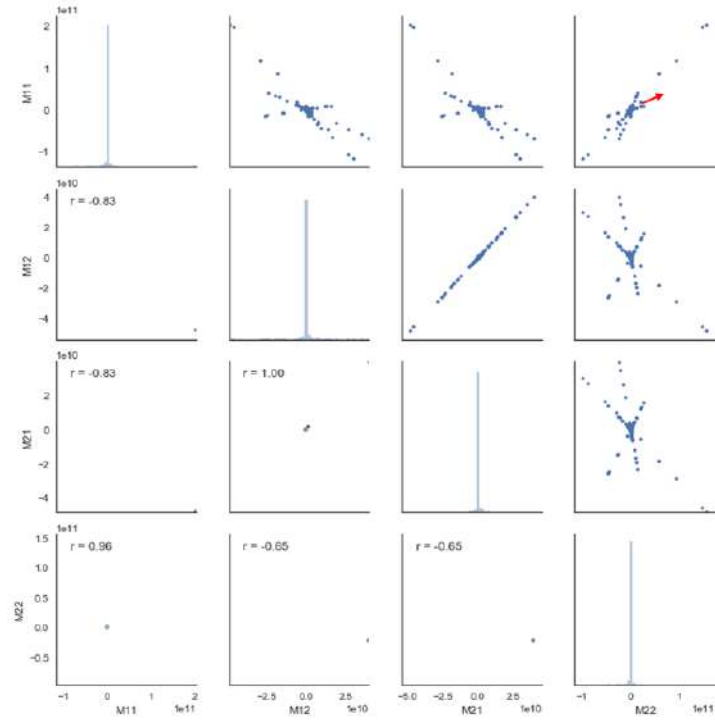 1e11
2
1
0
−1
M11
1e10
r = -0.83
4
2
0
−2
−4
M12
1e10
r = -0.83
r = 1.00
2
0
−2
−4
M21
1e11
r = 0.96
r = -0.65
r = -0.65
1.5
1.0
0.5
0.0
−0.5
M22
−1 0 1 2
1e11
M11
−5.0 −2.5 0.0 2.5
1e10
M12
−5.0 −2.5 0.0 2.5
1e10
M21
−1 0 1
1e11
M22